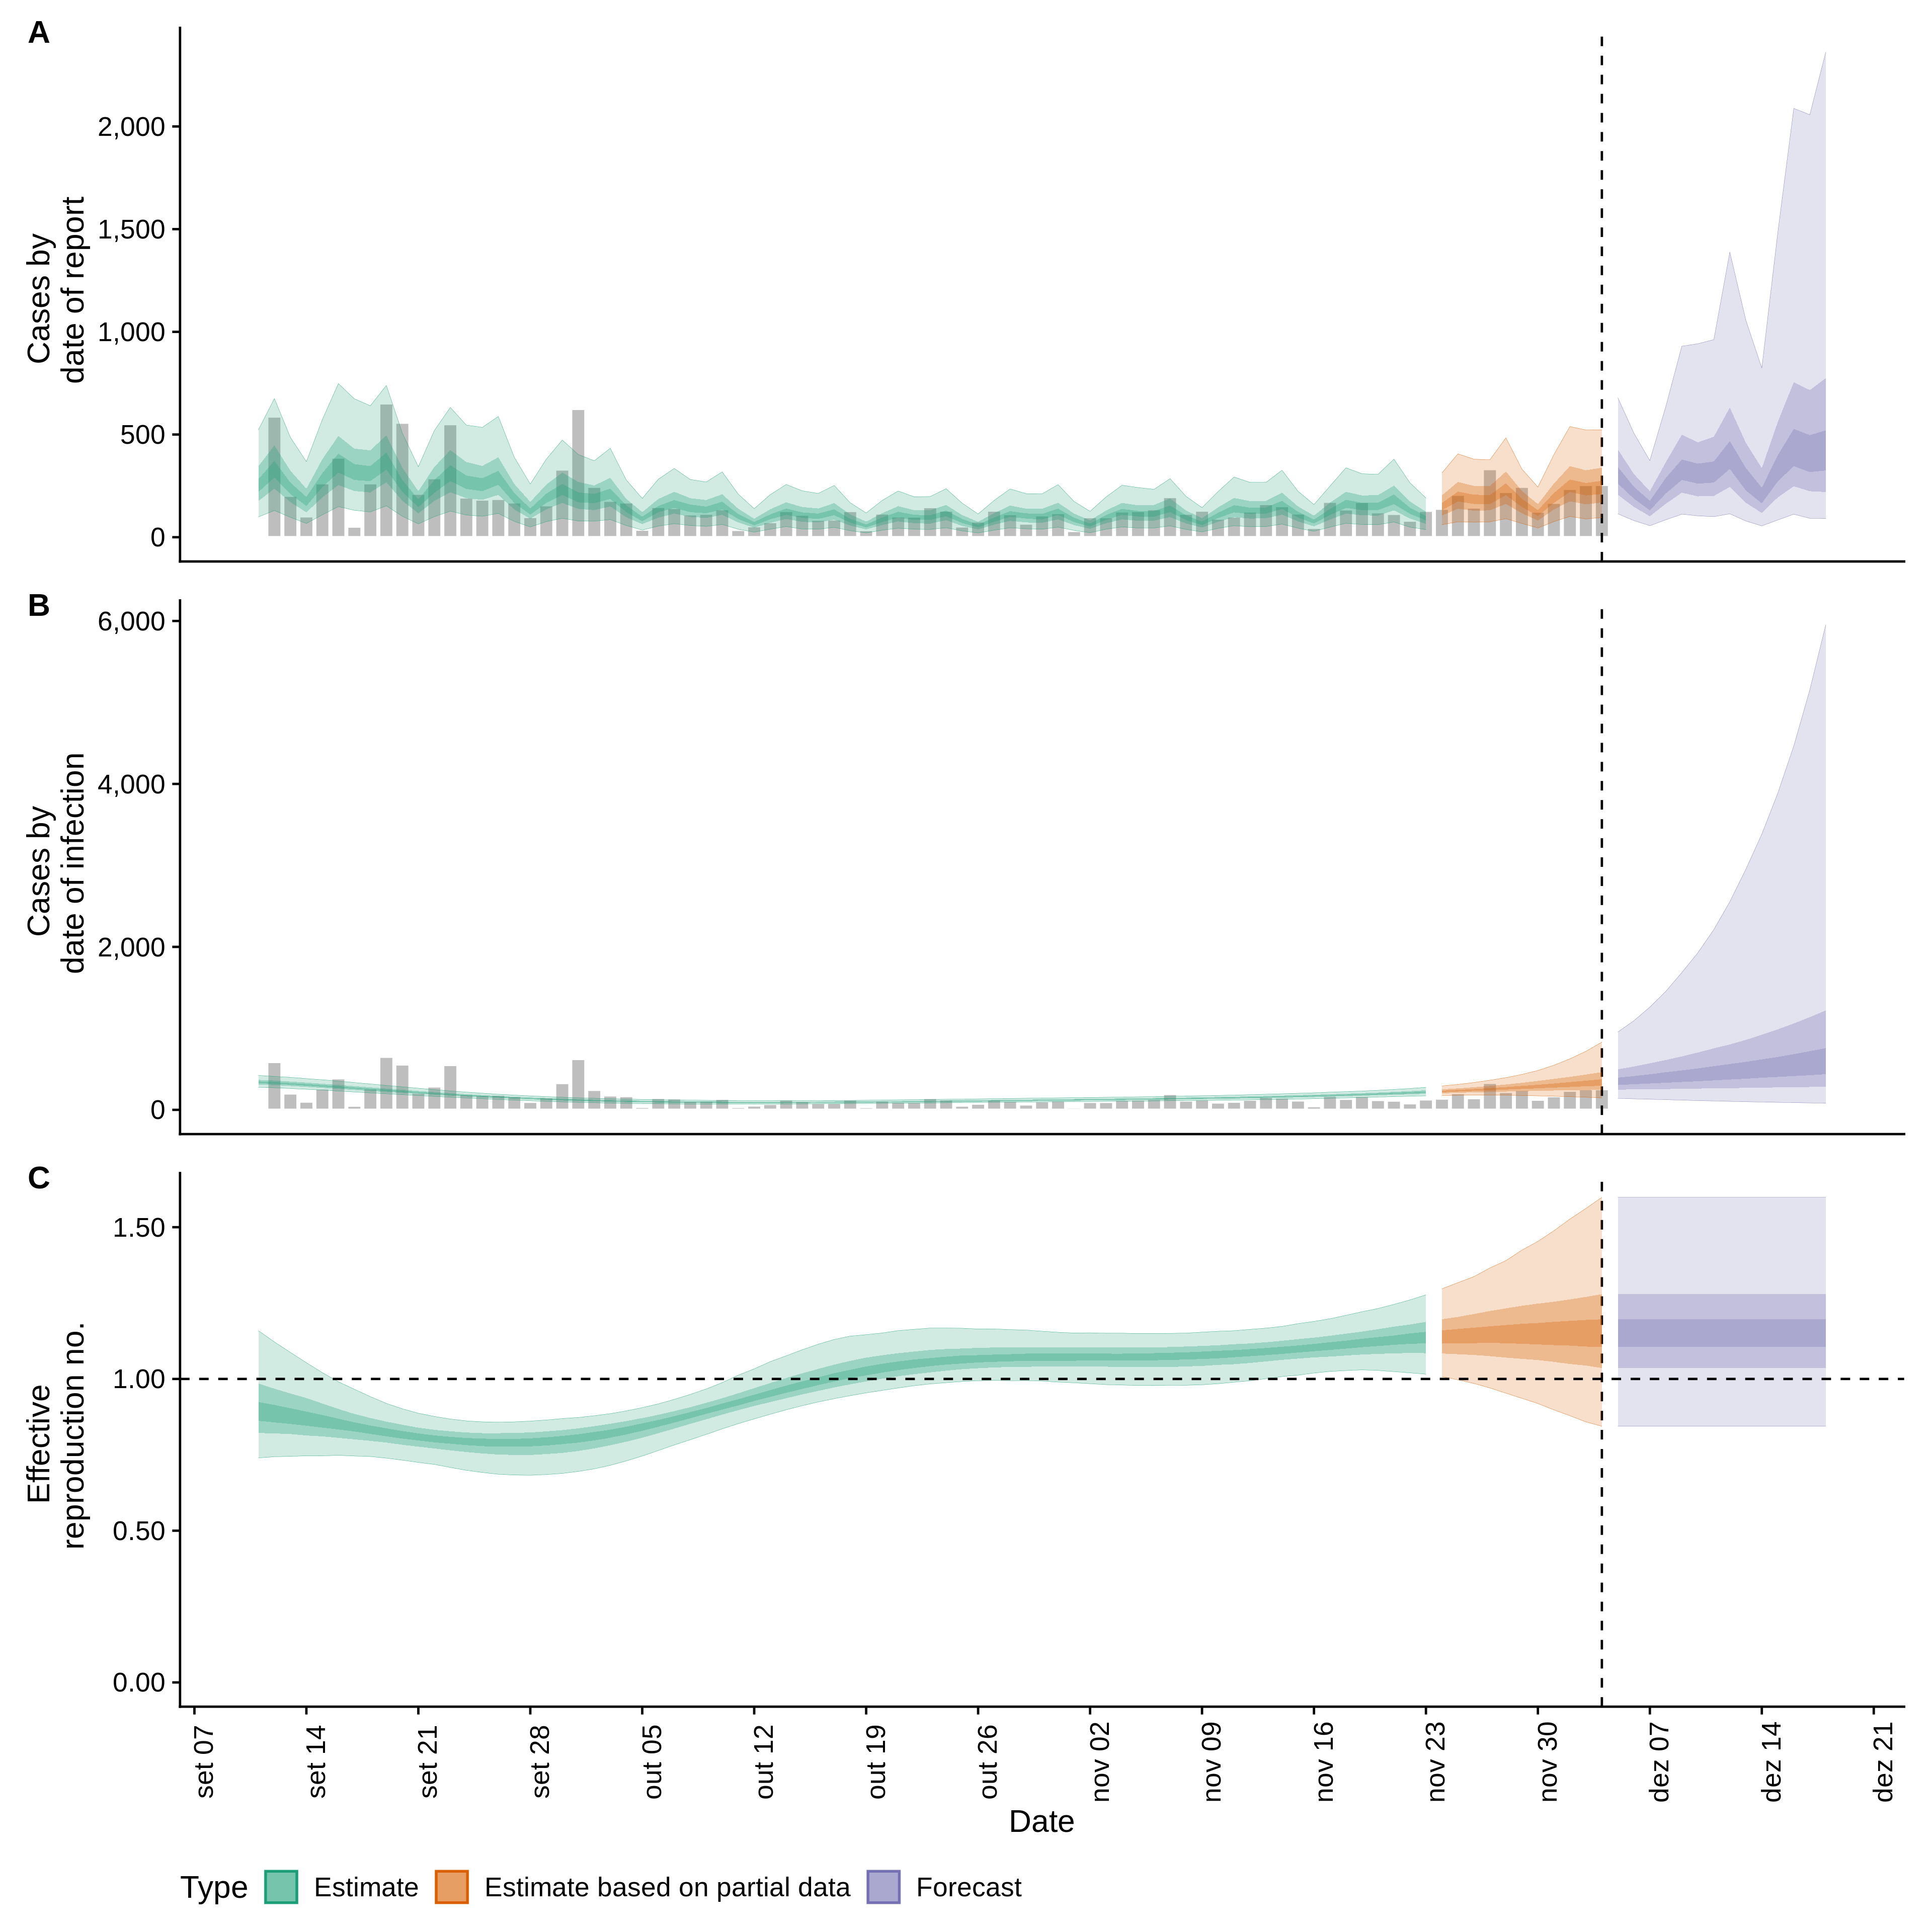 A
2,000
1,500
1,000
500
0
Cases by
date of report
B
6,000
4,000
2,000
0
Cases by
date of infection
C
1.50
1.00
0.50
0.00
Effective
reproduction no.
set 07
set 14
set 21
set 28
out 05
out 12
out 19
out 26
nov 02
nov 09
nov 16
nov 23
nov 30
dez 07
dez 14
dez 21
Date
Type Estimate Estimate based on partial data Forecast